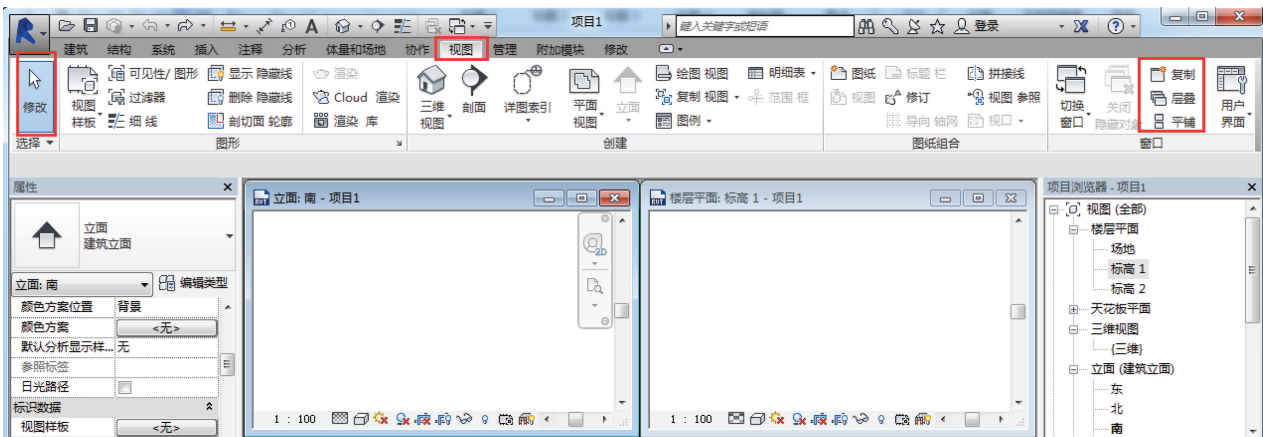 项目1
键入关键字或短语
登录
建筑 结构 系统 插入 注释 分析 体量和场地 协作 视图 管理 附加模块 修改
修改
选择
视图
样板
可见性/ 图形
过滤器
细 线
显示 隐藏线
删除 隐藏线
剖切面 轮廓
渲染
Cloud 渲染
渲染 库
图形
三维
视图
剖面
详图索引
平面
视图
立面
绘图 视图
复制 视图
图例
明细表
范围 框
创建
图纸
视图
标题 栏
修订
导向 轴网
拼接线
视图 参照
视口
图纸组合
切换
窗口
关闭
隐藏对象
复制
层叠
平铺
用户
界面
窗口
属性
立面
建筑立面
立面: 南
编辑类型
颜色方案位置 背景
颜色方案 <无>
默认分析显示样... 无
参照标签
日光路径
标识数据
视图样板 <无>
立面: 南 - 项目1
2D
1 : 100
楼层平面: 标高 1 - 项目1
1 : 100
项目浏览器 - 项目1
视图 (全部)
楼层平面
场地
标高 1
标高 2
天花板平面
三维视图
{三维}
立面 (建筑立面)
东
北
南